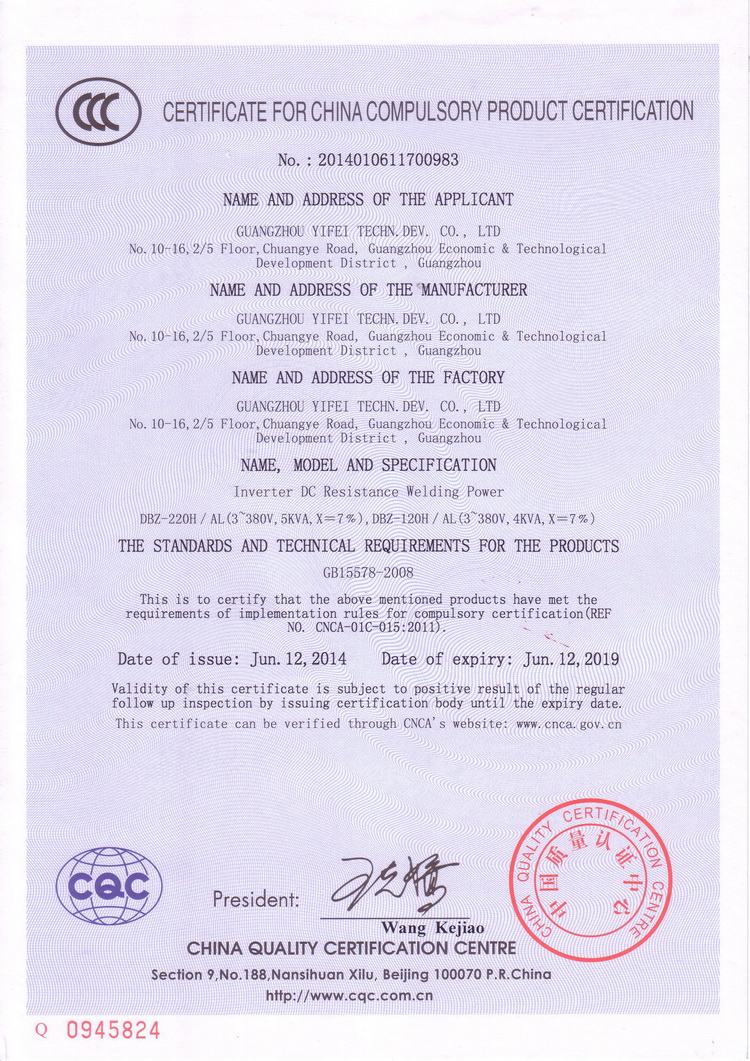 CERTIFICATE FOR CHINA COMPULSORY PRODUCT CERTIFICATION
No.: 2014010611700983
NAME AND ADDRESS OF THE APPLICANT
GUANGZHOU YIFEI TECHN.DEV. CO., LTD
No.10-16,2/5 Floor,Chuangye Road, Guangzhou Economic & Technological
Development District , Guangzhou
NAME AND ADDRESS OF THE MANUFACTURER
GUANGZHOU YIFEI TECHN.DEV. CO., LTD
No.10-16,2/5 Floor,Chuangye Road, Guangzhou Economic & Technological
Development District , Guangzhou
NAME AND ADDRESS OF THE FACTORY
GUANGZHOU YIFEI TECHN.DEV. CO., LTD
No.10-16,2/5 Floor,Chuangye Road, Guangzhou Economic & Technological
Development District , Guangzhou
NAME, MODEL AND SPECIFICATION
Inverter DC Resistance Welding Power
DBZ-220H / AL(3~380V, 5KVA, X=7%), DBZ-120H / AL(3~380V, 4KVA, X=7%)
THE STANDARDS AND TECHNICAL REQUIREMENTS FOR THE PRODUCTS
GB15578-2008
This is to certify that the above mentioned products have met the
requirements of implementation rules for compulsory certification(REF
NO. CNCA-01C-015:2011).
Date of issue: Jun.12,2014 Date of expiry: Jun.12,2019
Validity of this certificate is subject to positive result of the regular
follow up inspection by issuing certification body until the expiry date.
This certificate can be verified through CNCA's website: www.cnca.gov.cn
CHINA QUALITY CERTIFICATION CENTRE
中国质量认证中心
CQC
President:
王克娇
Wang Kejiao
CHINA QUALITY CERTIFICATION CENTRE
Section 9,No.188,Nansihuan Xilu, Beijing 100070 P.R.China
http://www.cqc.com.cn
Q 0945824